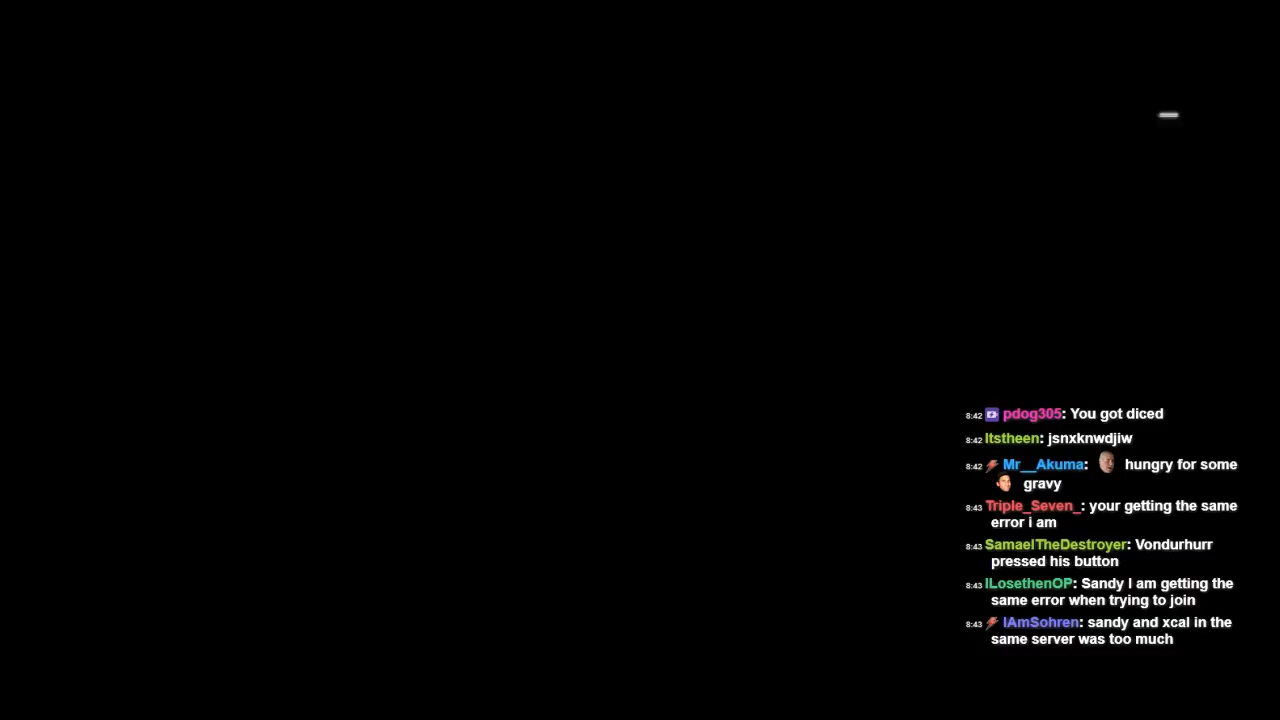 8:42 pdog305: You got diced
8:42 Itstheen: jsnxknwdjiw
8:42 Mr__Akuma: hungry for some
gravy
8:43 Triple_Seven_: your getting the same
error i am
8:43 SamaelTheDestroyer: Vondurhurr
pressed his button
8:43 ILosethenOP: Sandy I am getting the
same error when trying to join
8:43 IAmSohren: sandy and xcal in the
same server was too much